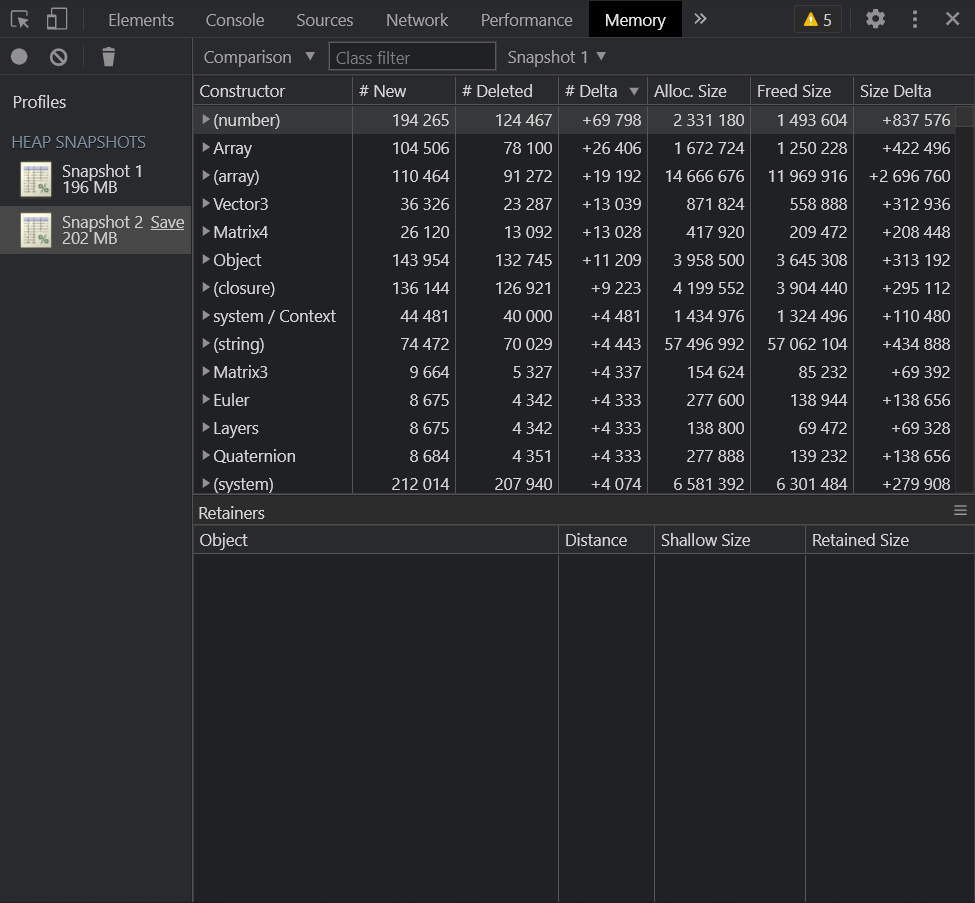 Elements Console Sources Network Performance Memory » 5
Comparison ▼ Class filter Snapshot 1 ▼
Profiles
HEAP SNAPSHOTS
Snapshot 1
196 MB
Snapshot 2 Save
202 MB
Constructor # New # Deleted # Delta ▼ Alloc. Size Freed Size Size Delta
(number) 194 265 124 467 +69 798 2 331 180 1 493 604 +837 576
Array 104 506 78 100 +26 406 1 672 724 1 250 228 +422 496
(array) 110 464 91 272 +19 192 14 666 676 11 969 916 +2 696 760
Vector3 36 326 23 287 +13 039 871 824 558 888 +312 936
Matrix4 26 120 13 092 +13 028 417 920 209 472 +208 448
Object 143 954 132 745 +11 209 3 958 500 3 645 308 +313 192
(closure) 136 144 126 921 +9 223 4 199 552 3 904 440 +295 112
system / Context 44 481 40 000 +4 481 1 434 976 1 324 496 +110 480
(string) 74 472 70 029 +4 443 57 496 992 57 062 104 +434 888
Matrix3 9 664 5 327 +4 337 154 624 85 232 +69 392
Euler 8 675 4 342 +4 333 277 600 138 944 +138 656
Layers 8 675 4 342 +4 333 138 800 69 472 +69 328
Quaternion 8 684 4 351 +4 333 277 888 139 232 +138 656
(system) 212 014 207 940 +4 074 6 581 392 6 301 484 +279 908
Retainers
Object Distance Shallow Size Retained Size